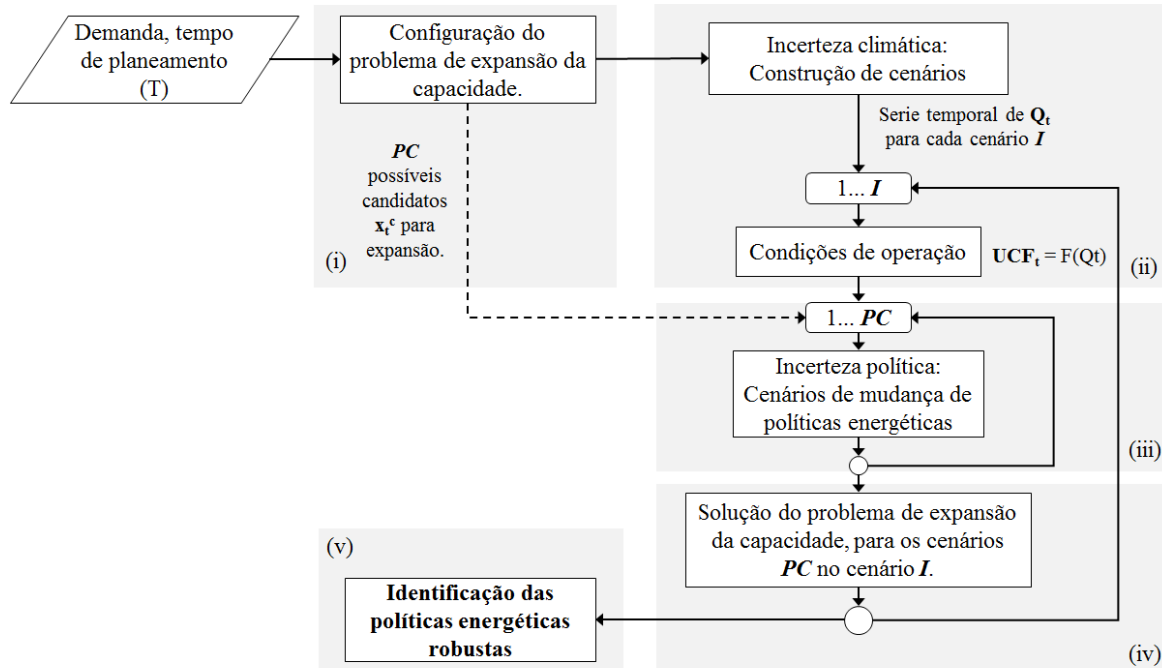 Demanda, tempo
de planeamento
(T)
Configuração do
problema de expansão da
capacidade.
PC
possíveis
candidatos
xₜᶜ para
expansão.
(i)
Incerteza climática:
Construção de cenários
Serie temporal de Qₜ
para cada cenário I
1... I
Condições de operação
UCFₜ = F(Qt)
(ii)
1... PC
Incerteza política:
Cenários de mudança de
políticas energéticas
(iii)
Solução do problema de expansão
da capacidade, para os cenários
PC no cenário I.
(iv)
(v)
Identificação das
políticas energéticas
robustas